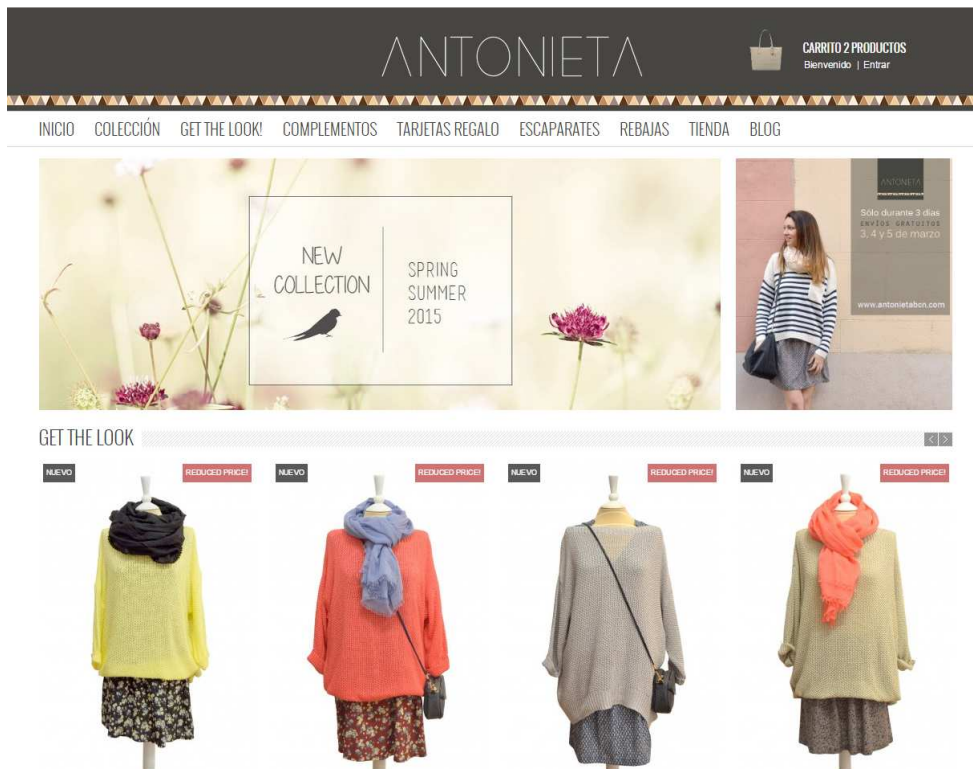 ANTONIETA
CARRITO 2 PRODUCTOS
Bienvenido | Entrar
INICIO COLECCIÓN GET THE LOOK! COMPLEMENTOS TARJETAS REGALO ESCAPARATES REBAJAS TIENDA BLOG
NEW
COLLECTION
SPRING
SUMMER
2015
ANTONIETA
Sólo durante 3 días
ENVÍOS GRATUITOS
3, 4 y 5 de marzo
www.antonietabcn.com
GET THE LOOK
< >
NUEVO REDUCED PRICE! NUEVO REDUCED PRICE! NUEVO REDUCED PRICE! NUEVO REDUCED PRICE!